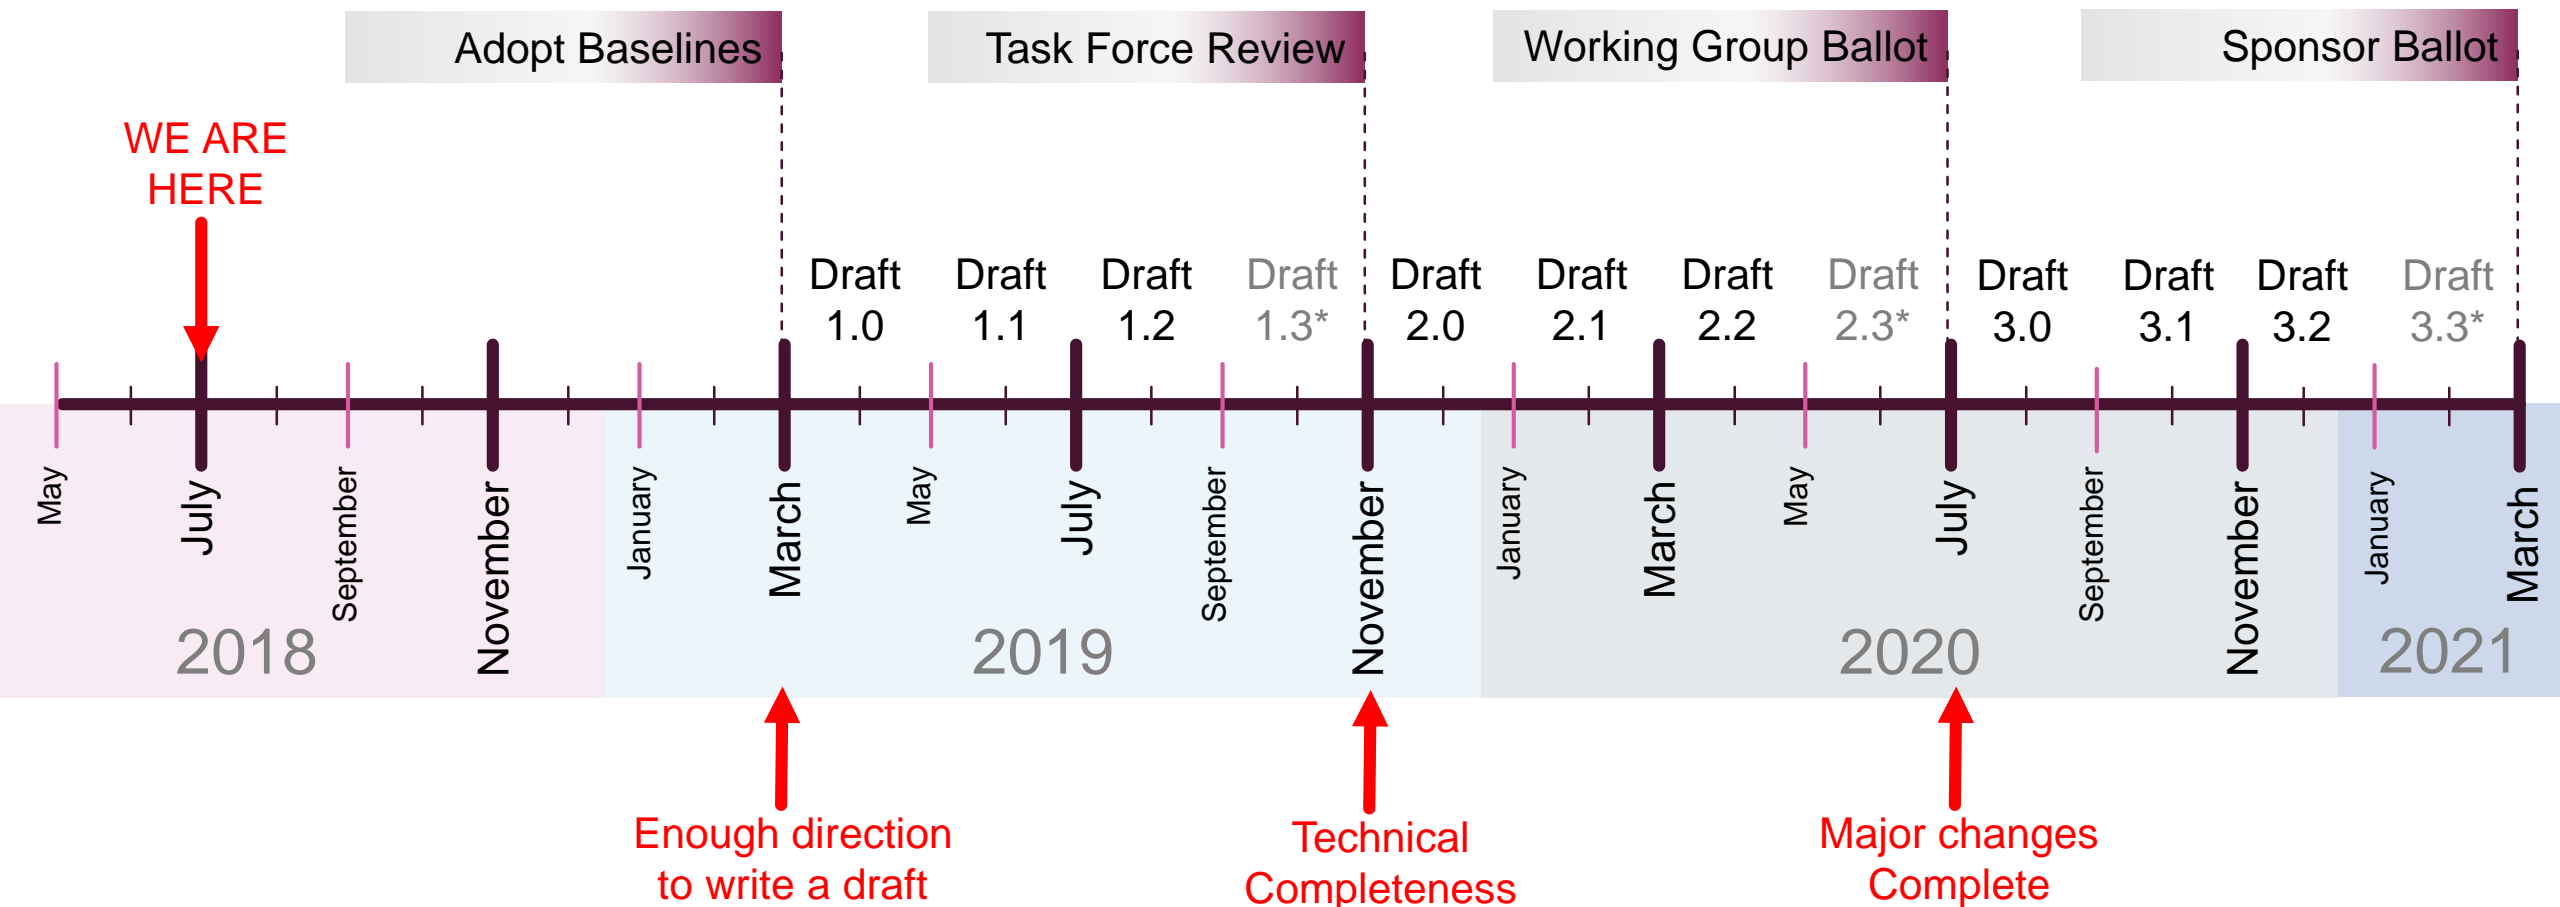 Adopt Baselines
Task Force Review
Working Group Ballot
Sponsor Ballot
WE ARE
HERE
Draft
1.0
Draft
1.1
Draft
1.2
Draft
1.3*
Draft
2.0
Draft
2.1
Draft
2.2
Draft
2.3*
Draft
3.0
Draft
3.1
Draft
3.2
Draft
3.3*
May
July
September
November
January
March
May
July
September
November
January
March
May
July
September
November
January
March
2018
2019
2020
2021
Enough direction
to write a draft
Technical
Completeness
Major changes
Complete